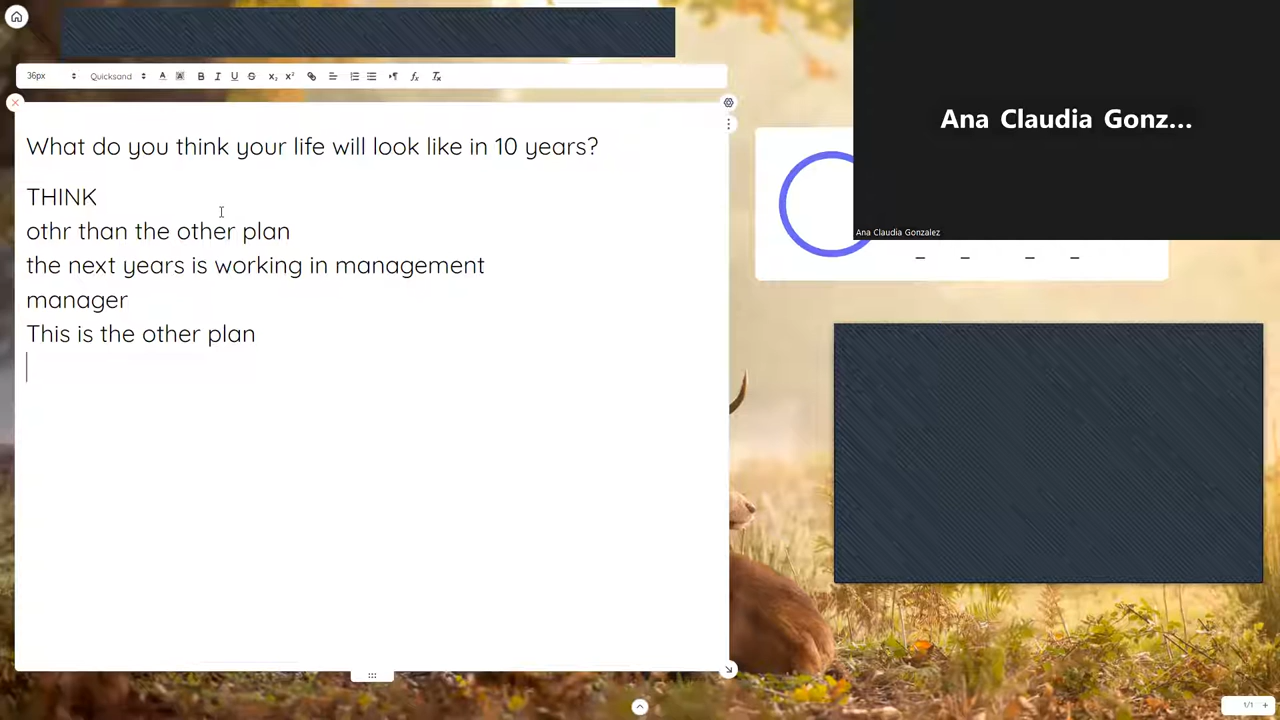 36px
Quicksand
What do you think your life will look like in 10 years?
THINK
othr than the other plan
the next years is working in management
manager
This is the other plan
Ana Claudia Gonz...
Ana Claudia Gonzalez
1/1